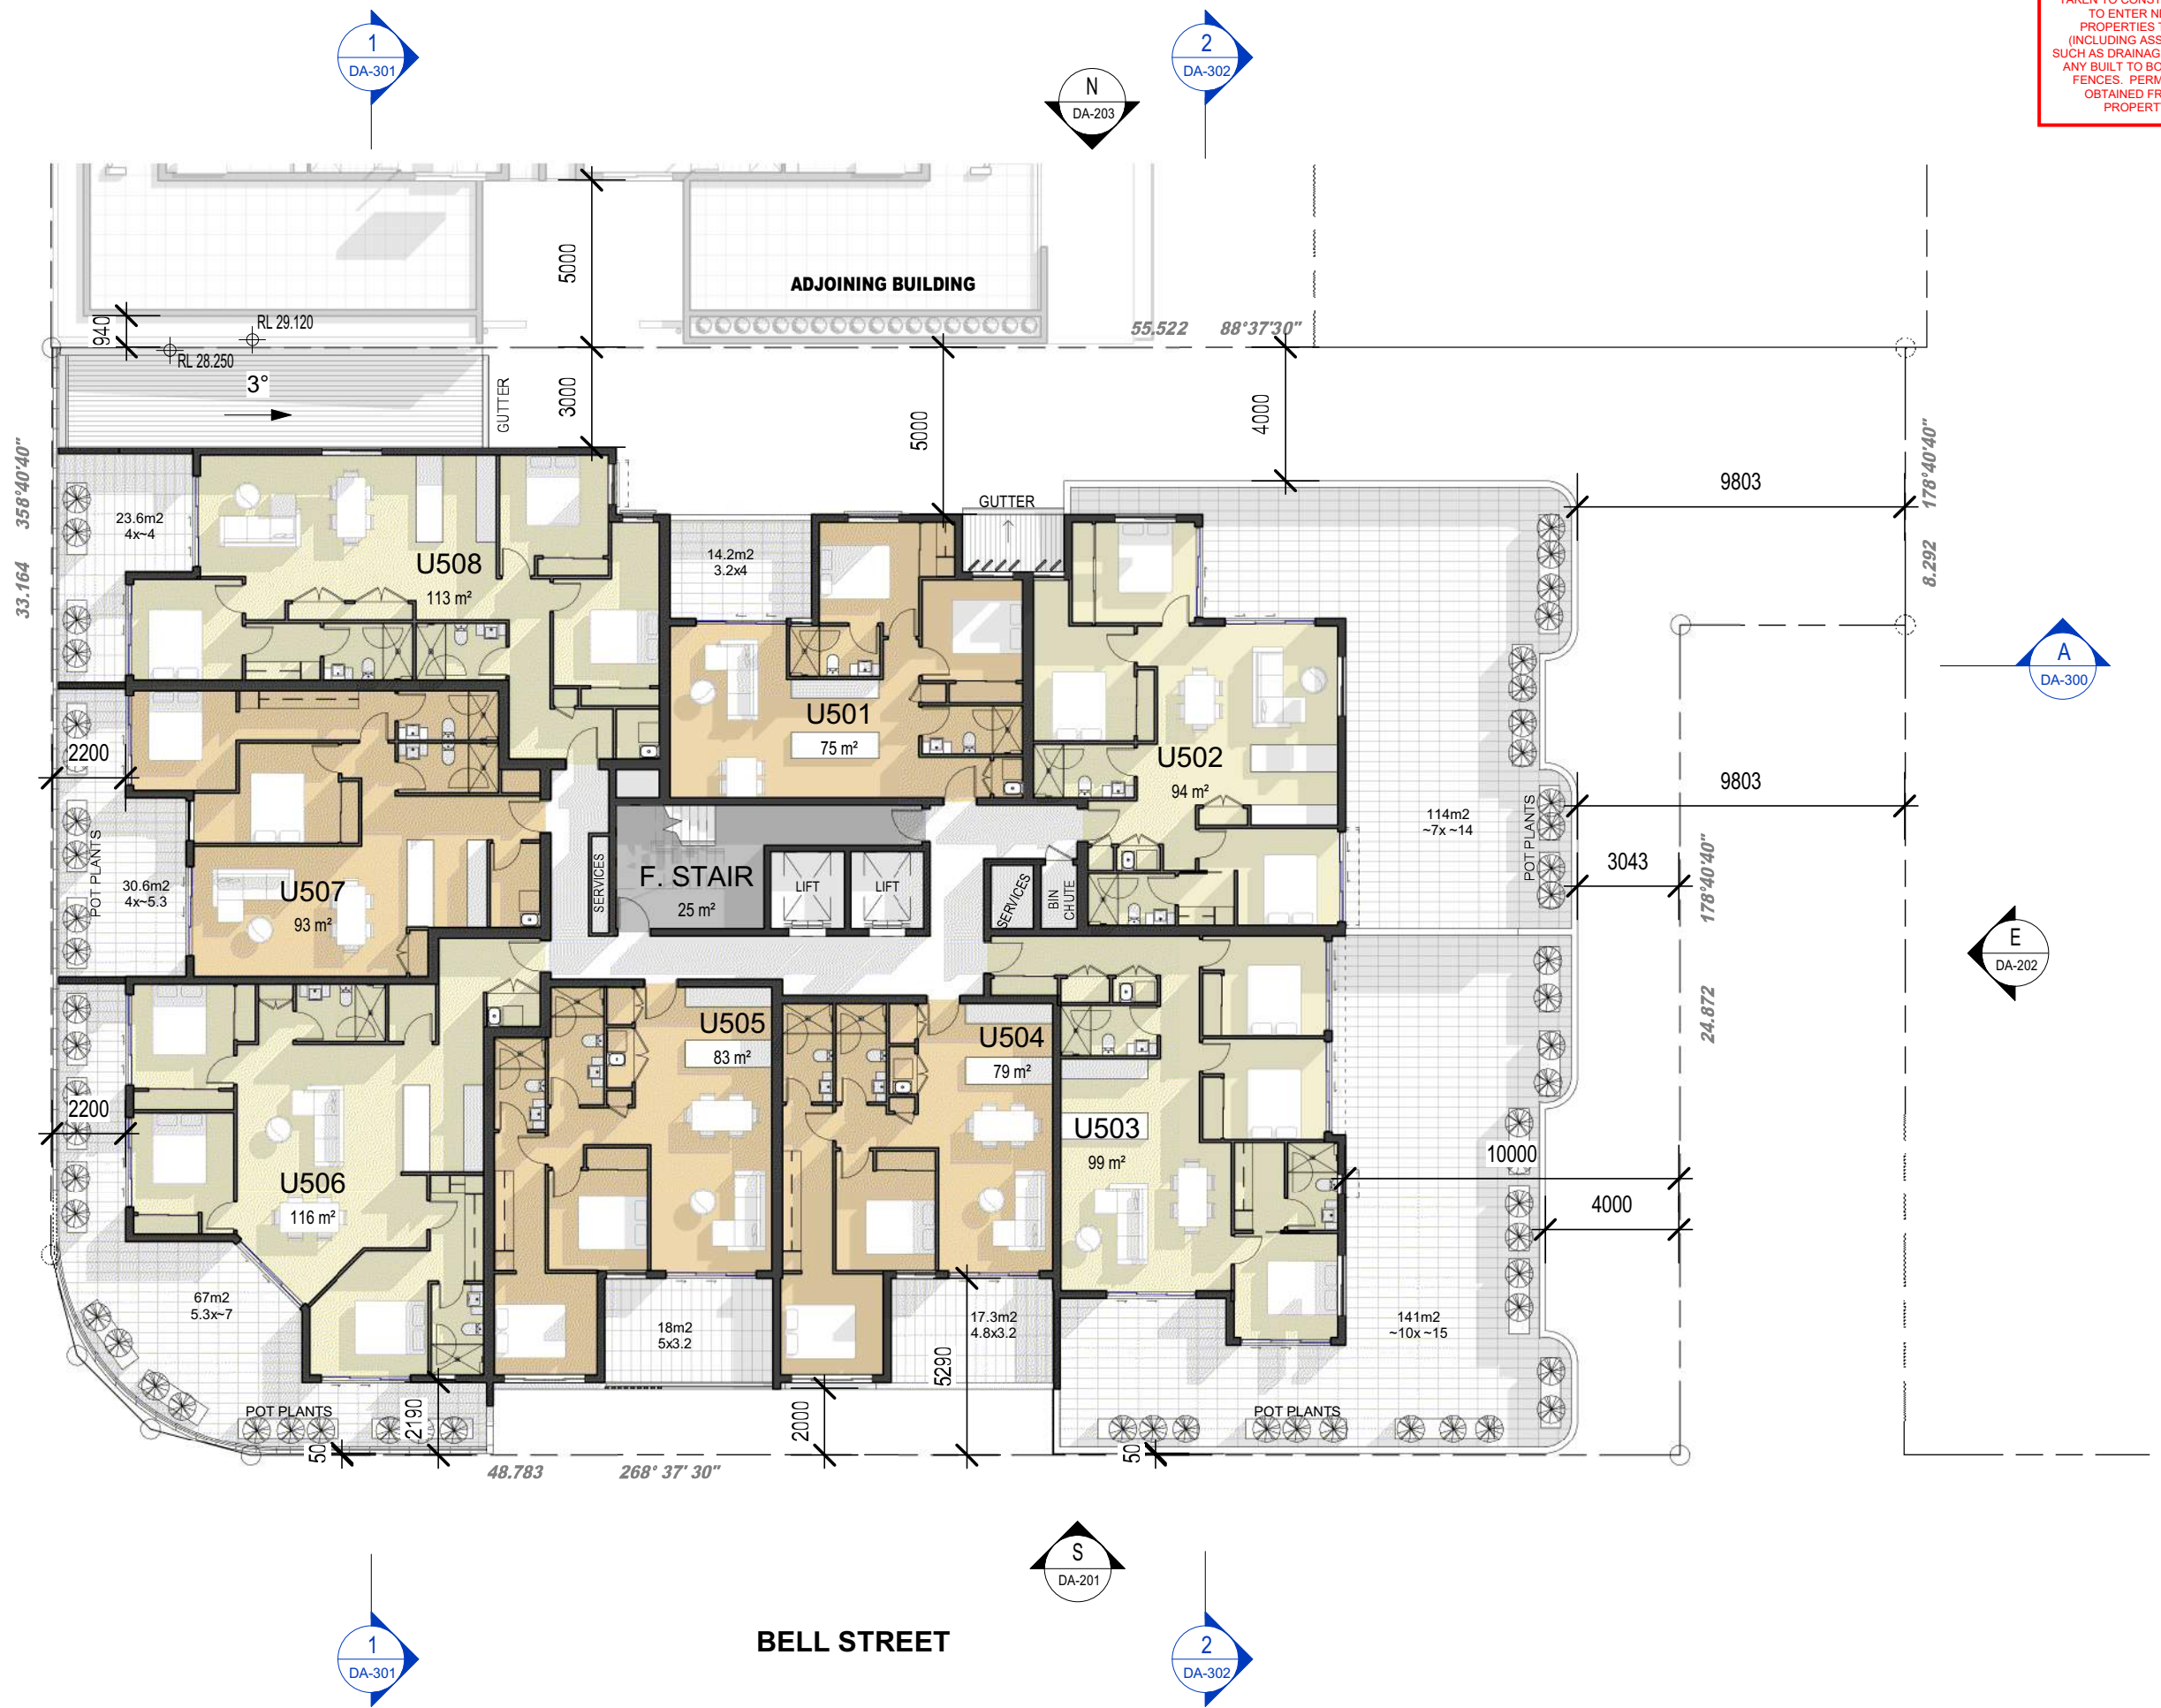 TO ENTER
PROPERTIES
(INCLUDING
SUCH AS
ANY BUILT TO
FENCES.
OBTAINED
1
DA-301
2
DA-302
N
DA-203
5000
ADJOINING BUILDING
940
RL 29.120
RL 28.250
55.522 88°37'30"
3°
GUTTER
3000
5000
4000
358°40'40"
33.164
9803
178°40'40"
8.292
GUTTER
23.6m2
4x~4
U508
113 m²
14.2m2
3.2x4
U501
75 m²
U502
94 m²
A
DA-300
2200
9803
114m2
~7x ~14
POT PLANTS
3043
178°40'40"
24.872
POT PLANTS
30.6m2
4x~5.3
U507
93 m²
SERVICES
F. STAIR
25 m²
LIFT
LIFT
SERVICES
BIN
CHUTE
E
DA-202
U505
83 m²
U504
79 m²
2200
U503
99 m²
10000
4000
U506
116 m²
67m2
5.3x~7
18m2
5x3.2
17.3m2
4.8x3.2
141m2
~10x ~15
5290
POT PLANTS
2190
50
2000
POT PLANTS
50
48.783 268° 37' 30"
S
DA-201
BELL STREET
1
DA-301
2
DA-302